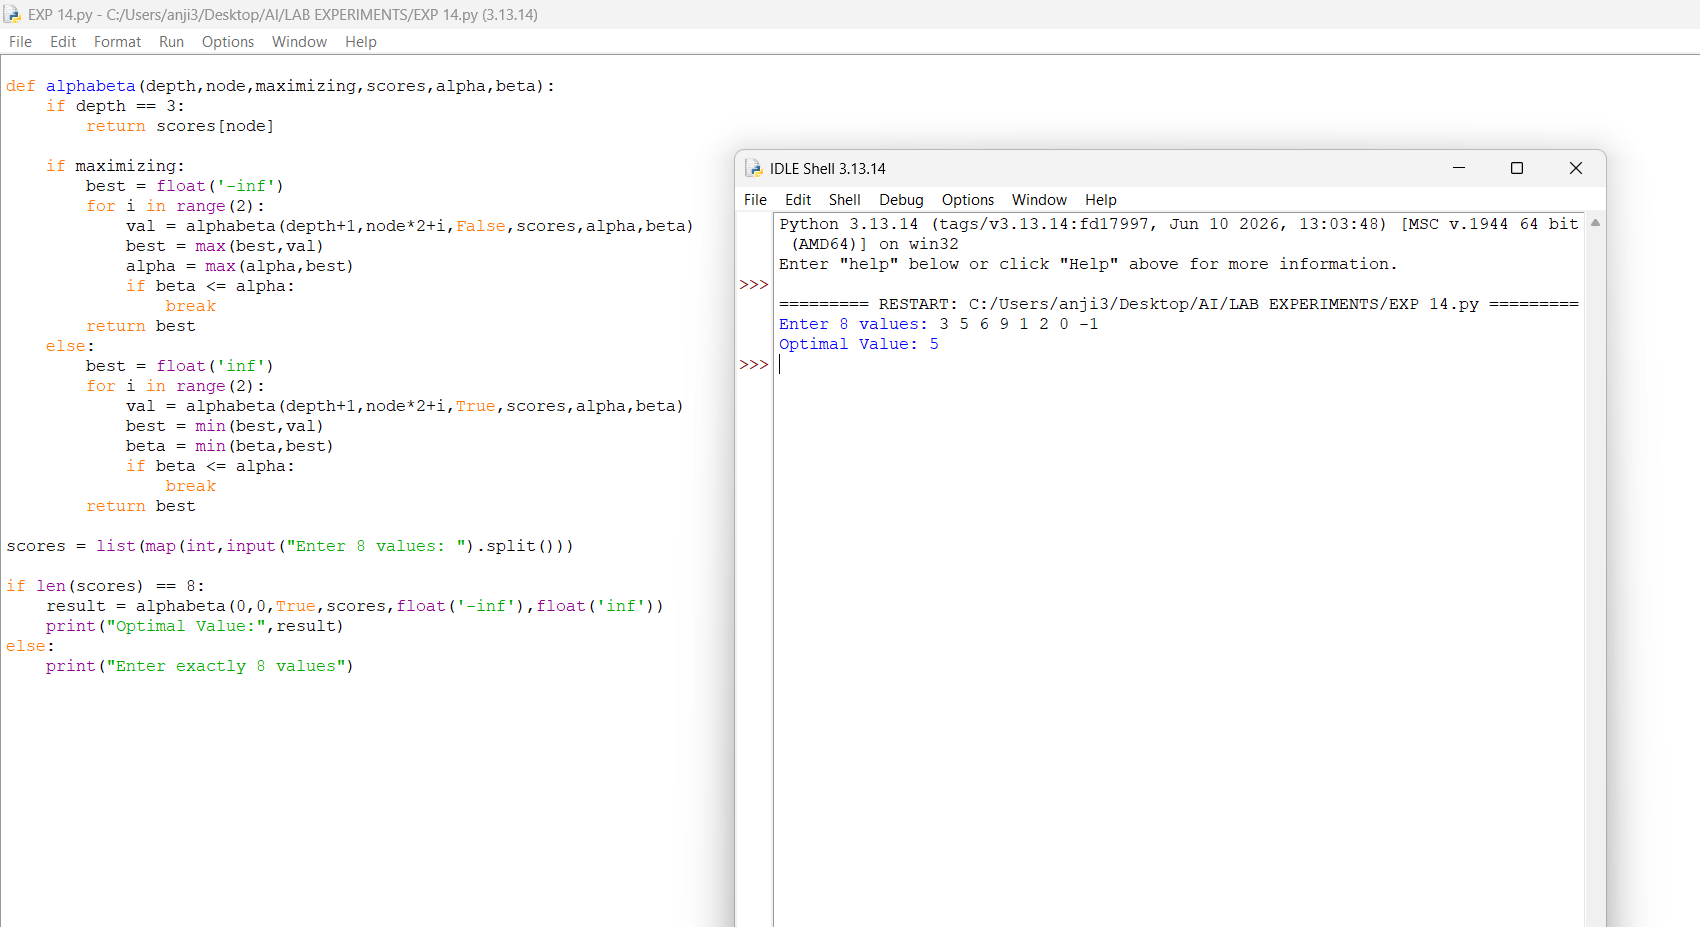 EXP 14.py - C:/Users/anji3/Desktop/AI/LAB EXPERIMENTS/EXP 14.py (3.13.14)
File Edit Format Run Options Window Help
def alphabeta(depth,node,maximizing,scores,alpha,beta):
    if depth == 3:
        return scores[node]

    if maximizing:
        best = float('-inf')
        for i in range(2):
            val = alphabeta(depth+1,node*2+i,False,scores,alpha,beta)
            best = max(best,val)
            alpha = max(alpha,best)
            if beta <= alpha:
                break
        return best
    else:
        best = float('inf')
        for i in range(2):
            val = alphabeta(depth+1,node*2+i,True,scores,alpha,beta)
            best = min(best,val)
            beta = min(beta,best)
            if beta <= alpha:
                break
        return best

scores = list(map(int,input("Enter 8 values: ").split()))

if len(scores) == 8:
    result = alphabeta(0,0,True,scores,float('-inf'),float('inf'))
    print("Optimal Value:",result)
else:
    print("Enter exactly 8 values")
IDLE Shell 3.13.14
File Edit Shell Debug Options Window Help
Python 3.13.14 (tags/v3.13.14:fd17997, Jun 10 2026, 13:03:48) [MSC v.1944 64 bit
 (AMD64)] on win32
Enter "help" below or click "Help" above for more information.
>>>
========= RESTART: C:/Users/anji3/Desktop/AI/LAB EXPERIMENTS/EXP 14.py =========
Enter 8 values: 3 5 6 9 1 2 0 -1
Optimal Value: 5
>>>